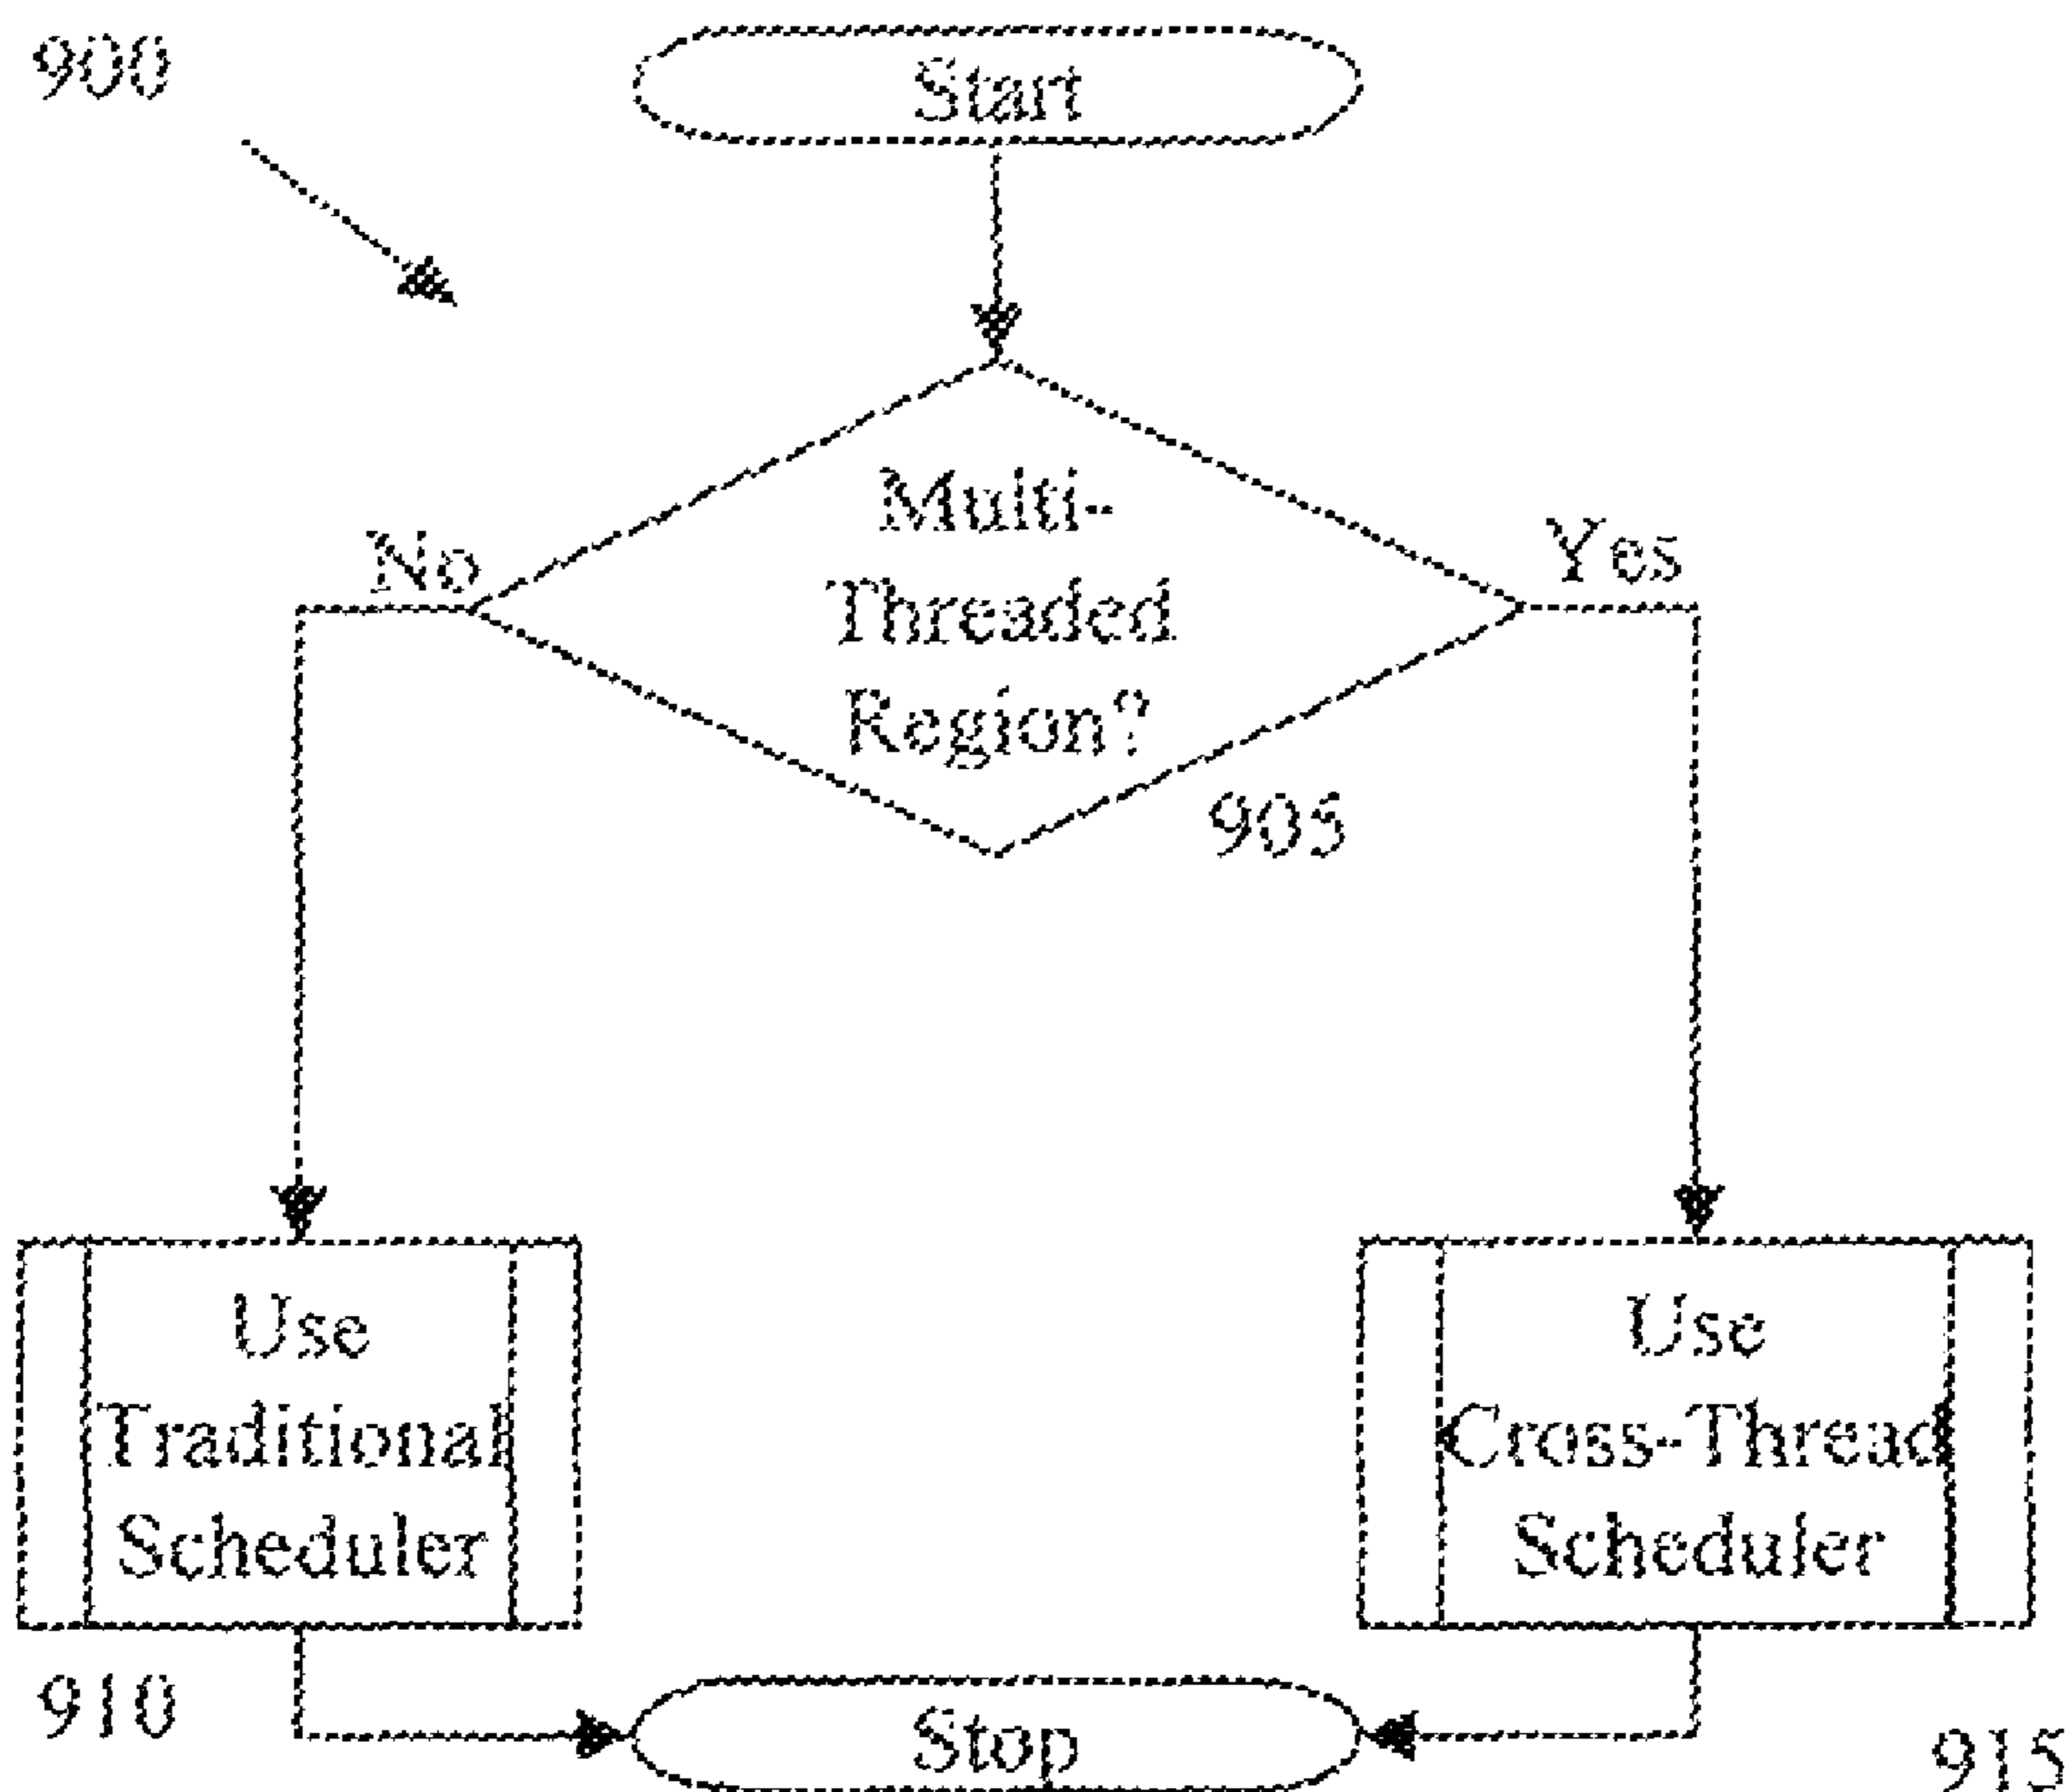 900
Start
Multi-
Threaded
Region?
No
Yes
905
Use
Traditional
Scheduler
Use
Cross-Thread
Scheduler
910
Stop
915